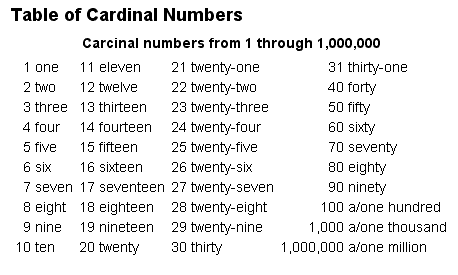 Table of Cardinal Numbers
Carcinal numbers from 1 through 1,000,000
1 one 11 eleven 21 twenty-one 31 thirty-one
2 two 12 twelve 22 twenty-two 40 forty
3 three 13 thirteen 23 twenty-three 50 fifty
4 four 14 fourteen 24 twenty-four 60 sixty
5 five 15 fifteen 25 twenty-five 70 seventy
6 six 16 sixteen 26 twenty-six 80 eighty
7 seven 17 seventeen 27 twenty-seven 90 ninety
8 eight 18 eighteen 28 twenty-eight 100 a/one hundred
9 nine 19 nineteen 29 twenty-nine 1,000 a/one thousand
10 ten 20 twenty 30 thirty 1,000,000 a/one million